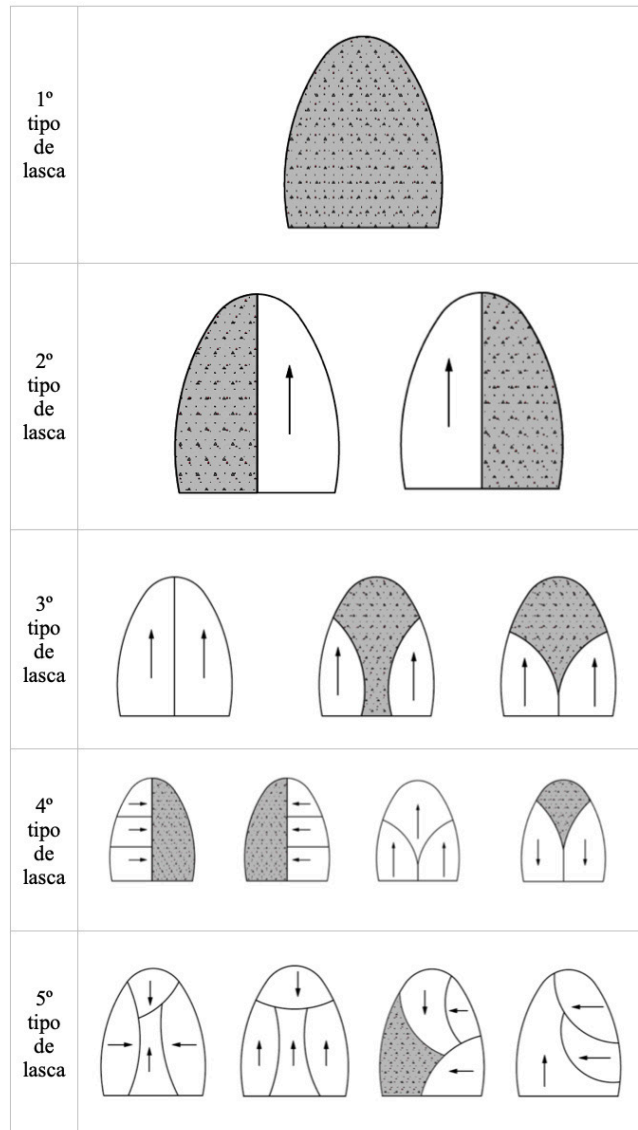 1º
tipo
de
lasca
2º
tipo
de
lasca
3º
tipo
de
lasca
4º
tipo
de
lasca
5º
tipo
de
lasca